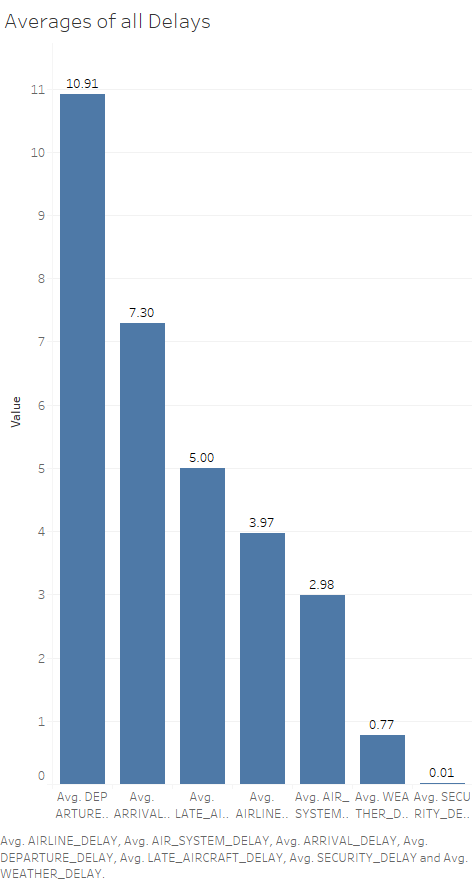 Averages of all Delays
11
10
9
8
7
6
5
4
3
2
1
0
Value
10.91
7.30
5.00
3.97
2.98
0.77
0.01
Avg. DEP
ARTURE..
Avg.
ARRIVAL..
Avg.
LATE_AI..
Avg.
AIRLINE..
Avg. AIR_
SYSTEM..
Avg. WEA
THER_D..
Avg. SECU
RITY_DE..
Avg. AIRLINE_DELAY, Avg. AIR_SYSTEM_DELAY, Avg. ARRIVAL_DELAY, Avg.
DEPARTURE_DELAY, Avg. LATE_AIRCRAFT_DELAY, Avg. SECURITY_DELAY and Avg.
WEATHER_DELAY.